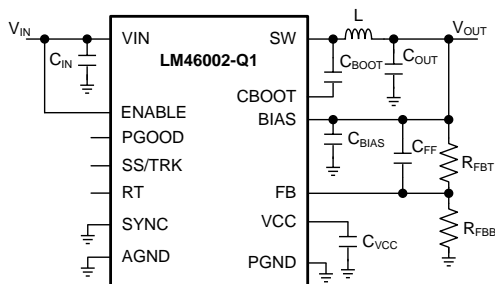 VIN
CIN
VIN
ENABLE
PGOOD
SS/TRK
RT
SYNC
AGND
LM46002-Q1
SW
CBOOT
BIAS
FB
VCC
PGND
L
VOUT
CBOOT
COUT
CBIAS
CFF
RFBT
RFBB
CVCC